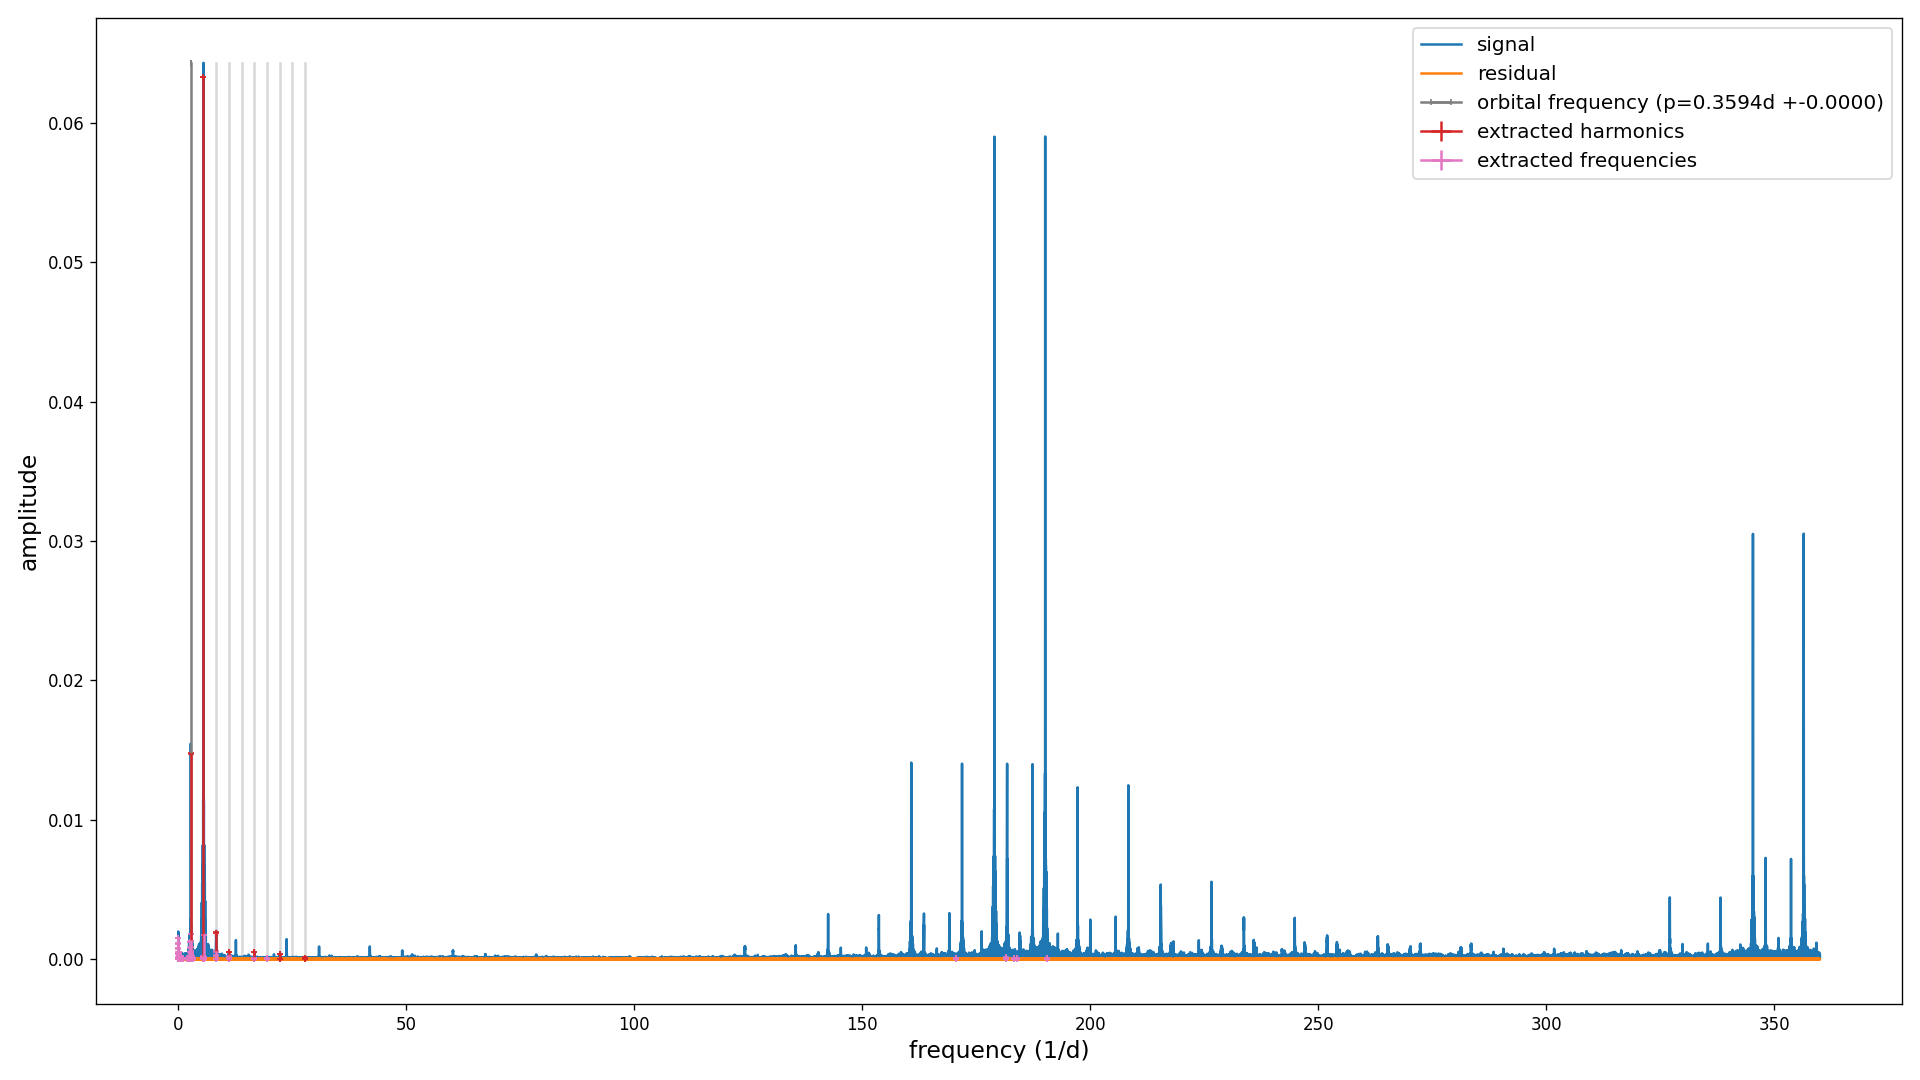 signal
residual
orbital frequency (p=0.3594d +-0.0000)
extracted harmonics
extracted frequencies
amplitude
0.06
0.05
0.04
0.03
0.02
0.01
0.00
0 50 100 150 200 250 300 350
frequency (1/d)